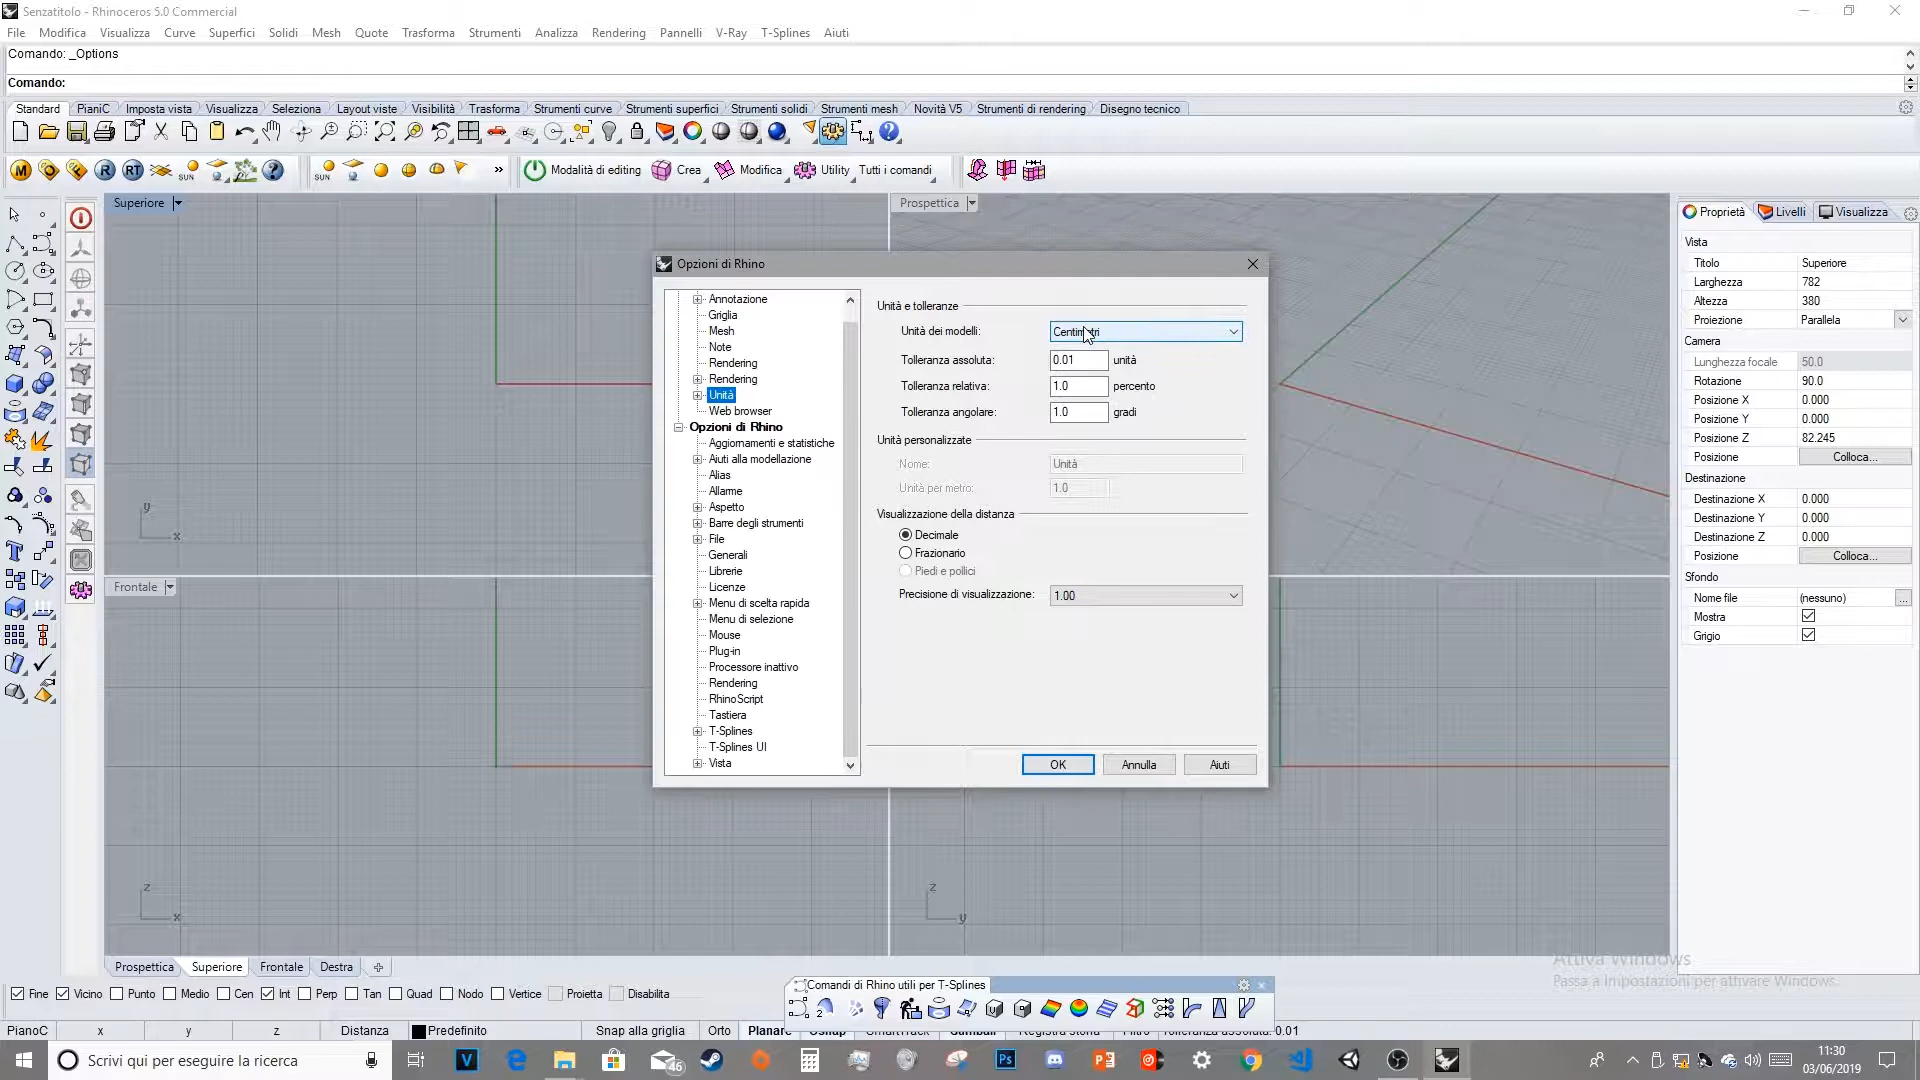 Senzatitolo - Rhinoceros 5.0 Commercial
File Modifica Visualizza Curve Superfici Solidi Mesh Quote Trasforma Strumenti Analizza Rendering Pannelli V-Ray T-Splines Aiuti
Comando: _Options
Comando:
Standard PianiC Imposta vista Visualizza Seleziona Layout viste Visibilità Trasforma Strumenti curve Strumenti superfici Strumenti solidi Strumenti mesh Novità V5 Strumenti di rendering Disegno tecnico
M R RT SUN SUN » Modalità di editing Crea Modifica Utility Tutti i comandi
Superiore
Prospettica
Frontale
Opzioni di Rhino
Annotazione
Griglia
Mesh
Note
Rendering
Rendering
Unità
Web browser
Opzioni di Rhino
Aggiornamenti e statistiche
Aiuti alla modellazione
Alias
Allarme
Aspetto
Barre degli strumenti
File
Generali
Librerie
Licenze
Menu di scelta rapida
Menu di selezione
Mouse
Plug-in
Processore inattivo
Rendering
RhinoScript
Tastiera
T-Splines
T-Splines UI
Vista
Unità e tolleranze
Unità dei modelli: Centimetri
Tolleranza assoluta: 0.01 unità
Tolleranza relativa: 1.0 percento
Tolleranza angolare: 1.0 gradi
Unità personalizzate
Nome: Unità
Unità per metro: 1.0
Visualizzazione della distanza
Decimale
Frazionario
Piedi e pollici
Precisione di visualizzazione: 1.00
OK Annulla Aiuti
y
x
z
x
z
y
Proprietà Livelli Visualizza
Vista
Titolo Superiore
Larghezza 782
Altezza 380
Proiezione Parallela
Camera
Lunghezza focale 50.0
Rotazione 90.0
Posizione X 0.000
Posizione Y 0.000
Posizione Z 82.245
Posizione Colloca...
Destinazione
Destinazione X 0.000
Destinazione Y 0.000
Destinazione Z 0.000
Posizione Colloca...
Sfondo
Nome file (nessuno) ...
Mostra
Grigio
Attiva Windows
Passa a Impostazioni per attivare Windows.
Prospettica Superiore Frontale Destra
Fine Vicino Punto Medio Cen Int Perp Tan Quad Nodo Vertice Proietta Disabilita
Comandi di Rhino utili per T-Splines
PianoC x y z Distanza Predefinito Snap alla griglia Orto Planare Osnap SmartTrack Gumball Registra storia Filtro Tolleranza assoluta: 0.01
Scrivi qui per eseguire la ricerca
46
11:30
03/06/2019